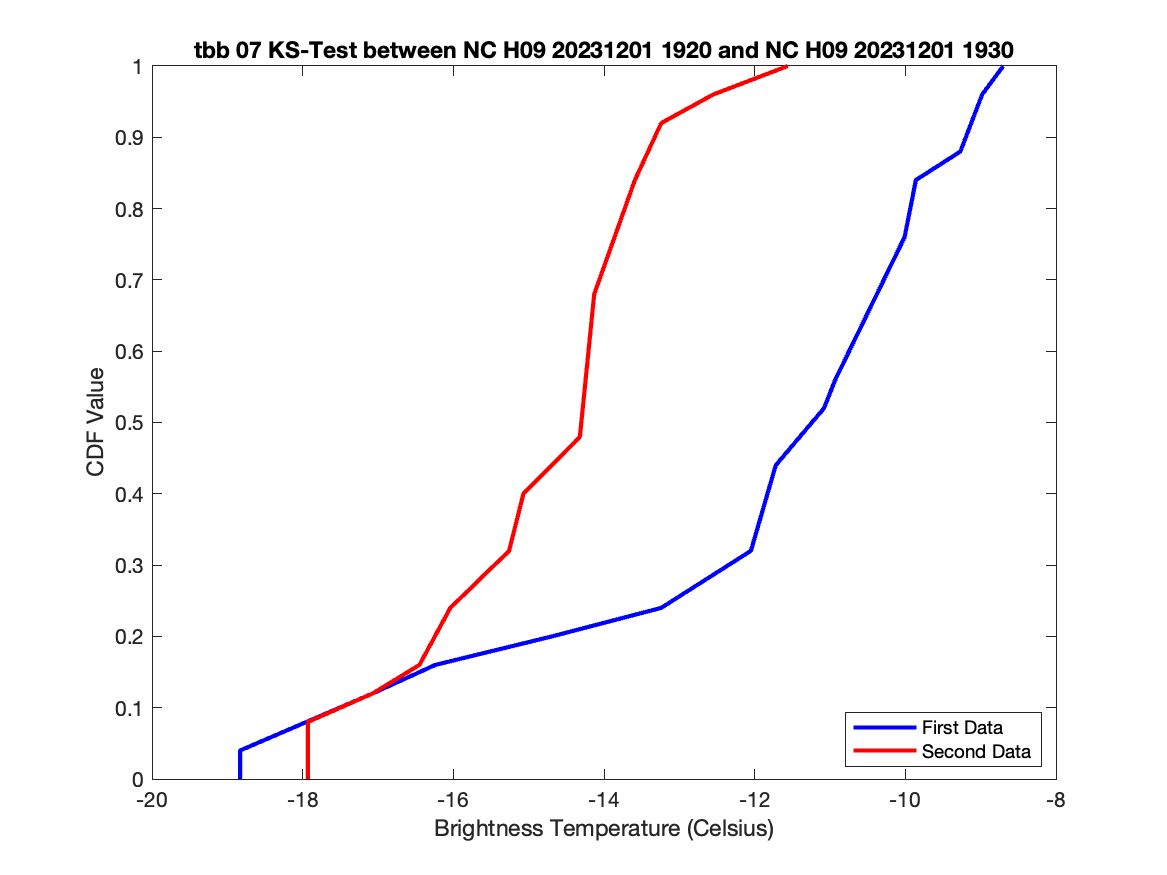 tbb 07 KS-Test between NC H09 20231201 1920 and NC H09 20231201 1930
1
0.9
0.8
0.7
0.6
0.5
0.4
0.3
0.2
0.1
0
CDF Value
First Data
Second Data
-20 -18 -16 -14 -12 -10 -8
Brightness Temperature (Celsius)